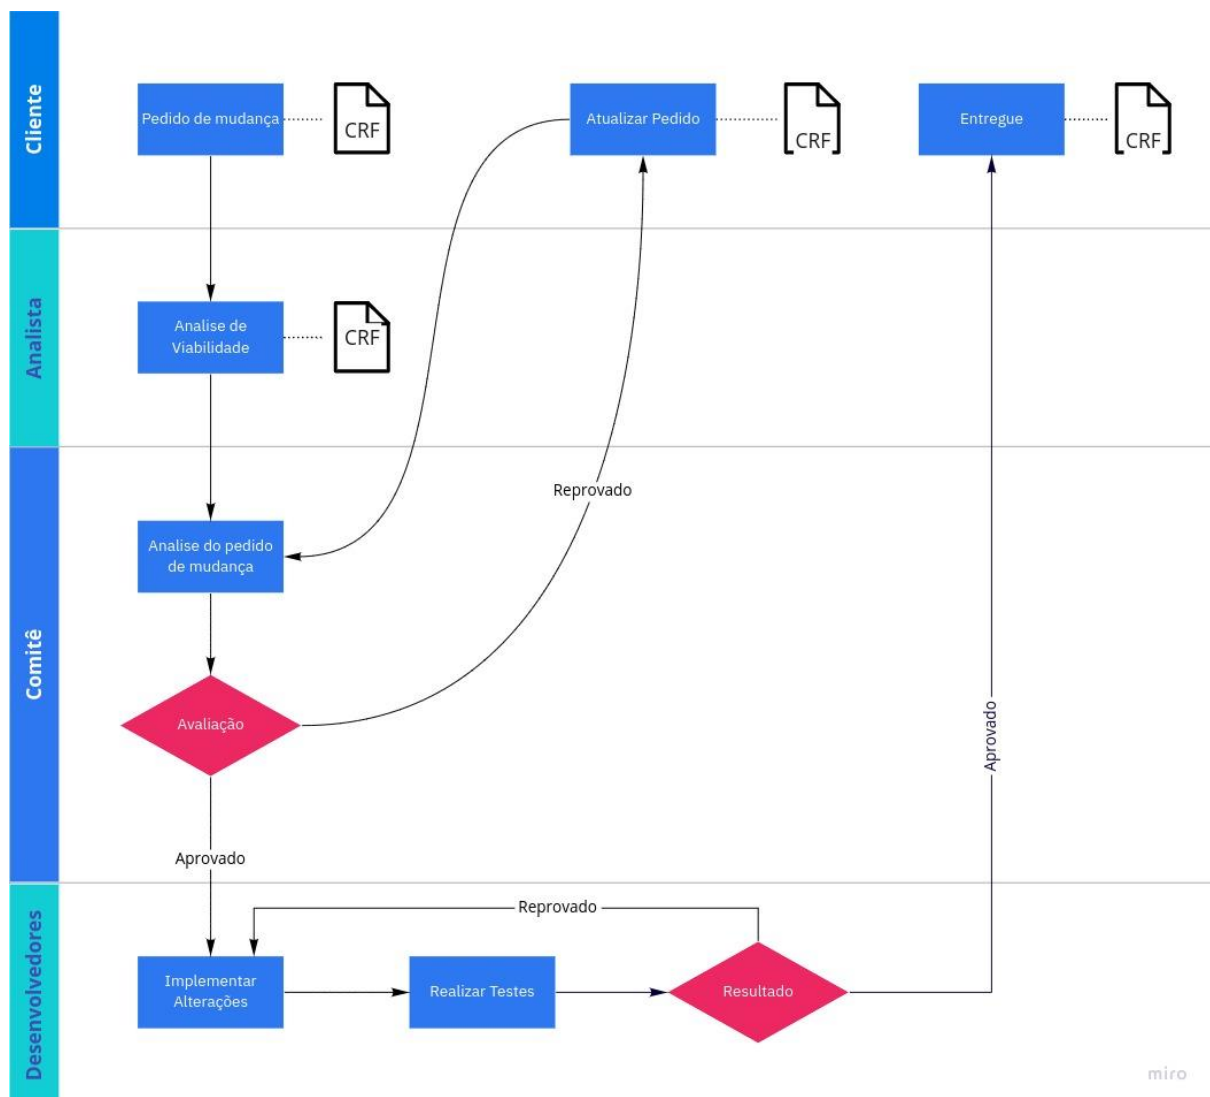 Cliente
Pedido de mudança
CRF
Atualizar Pedido
CRF
Entregue
CRF
Analista
Analise de
Viabilidade
CRF
Comitê
Reprovado
Analise do pedido
de mudança
Avaliação
Aprovado
Aprovado
Desenvolvedores
Reprovado
Implementar
Alterações
Realizar Testes
Resultado
miro